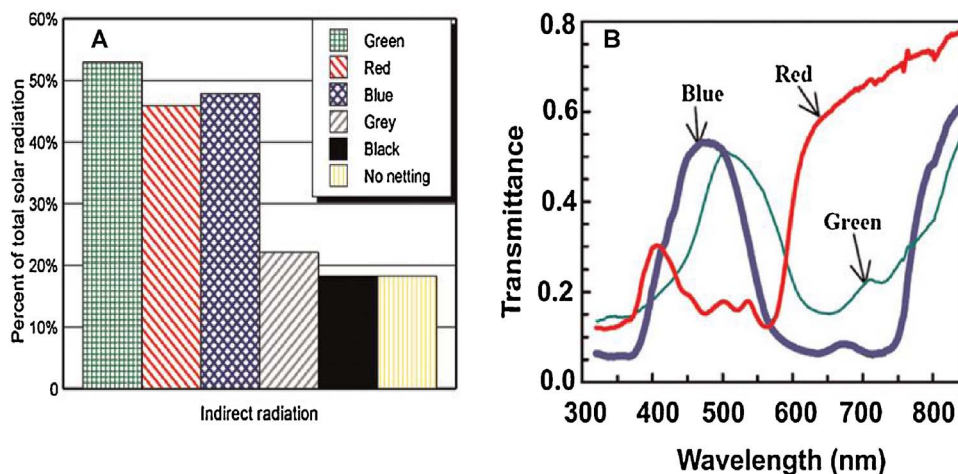 A
Percent of total solar radiation
60%
50%
40%
30%
20%
10%
0
Green
Red
Blue
Grey
Black
No netting
Indirect radiation
B
Transmittance
0.8
0.6
0.4
0.2
0.0
Blue
Red
Green
300 400 500 600 700 800
Wavelength (nm)